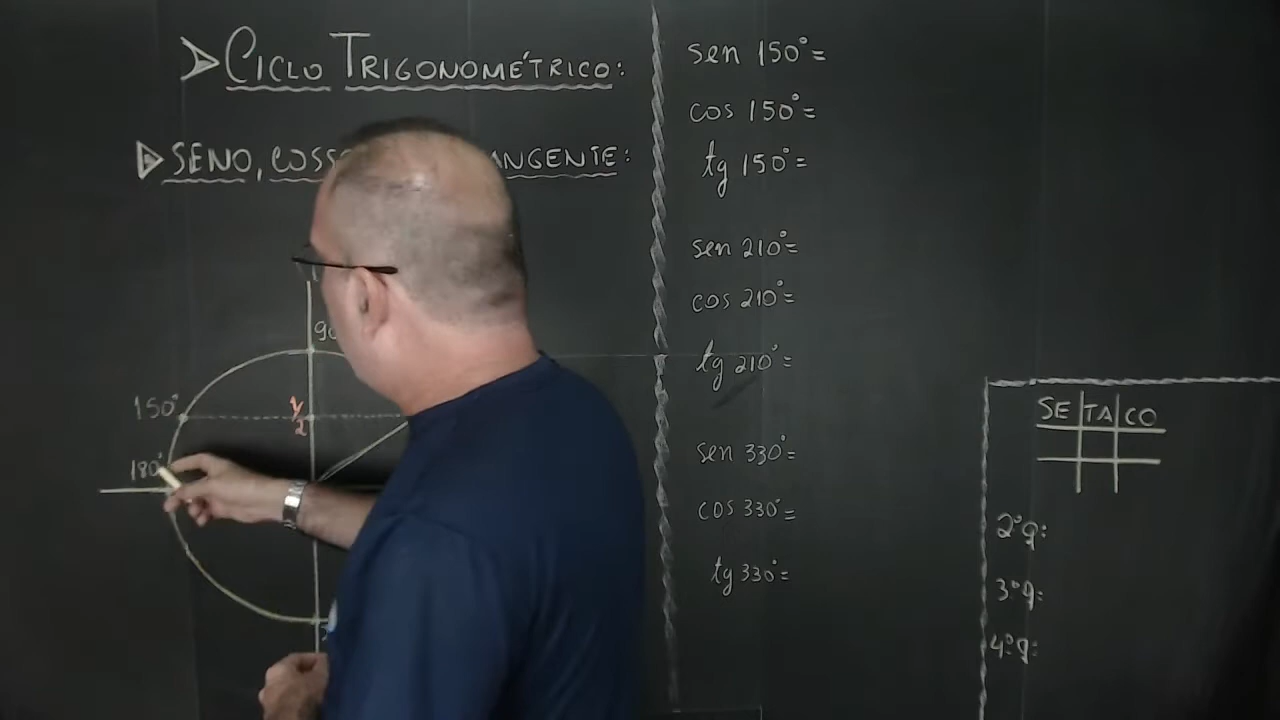 CICLO TRIGONOMÉTRICO:
SENO, COSS ANGENTE:
90
150°
1/2
180°
sen 150°=
cos 150°=
tg 150°=
sen 210°=
cos 210°=
tg 210°=
sen 330°=
cos 330°=
tg 330°=
SE TA CO
2°q:
3°q:
4°q: